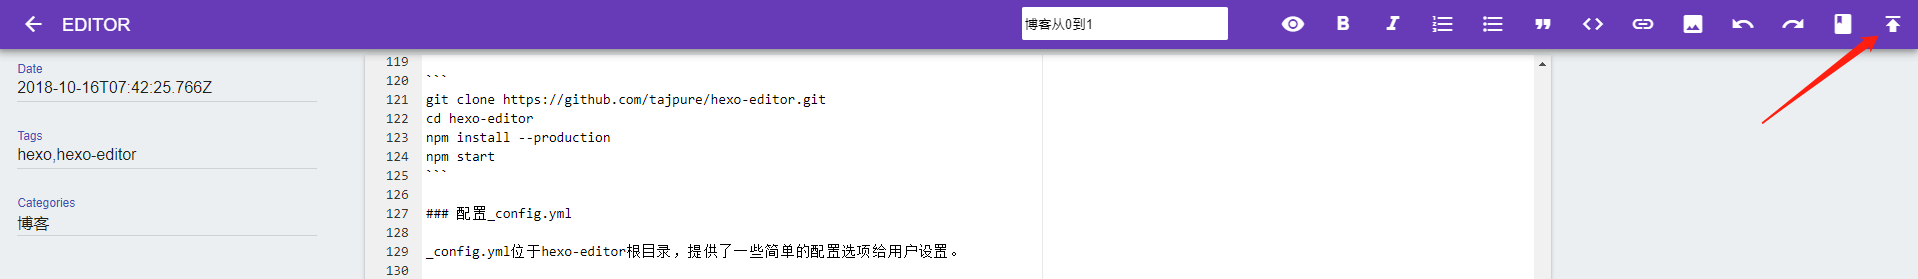 EDITOR
博客从0到1
Date
2018-10-16T07:42:25.766Z
Tags
hexo,hexo-editor
Categories
博客
119
120 ```
121 git clone https://github.com/tajpure/hexo-editor.git
122 cd hexo-editor
123 npm install --production
124 npm start
125 ```
126
127 ### 配置_config.yml
128
129 _config.yml位于hexo-editor根目录，提供了一些简单的配置选项给用户设置。
130